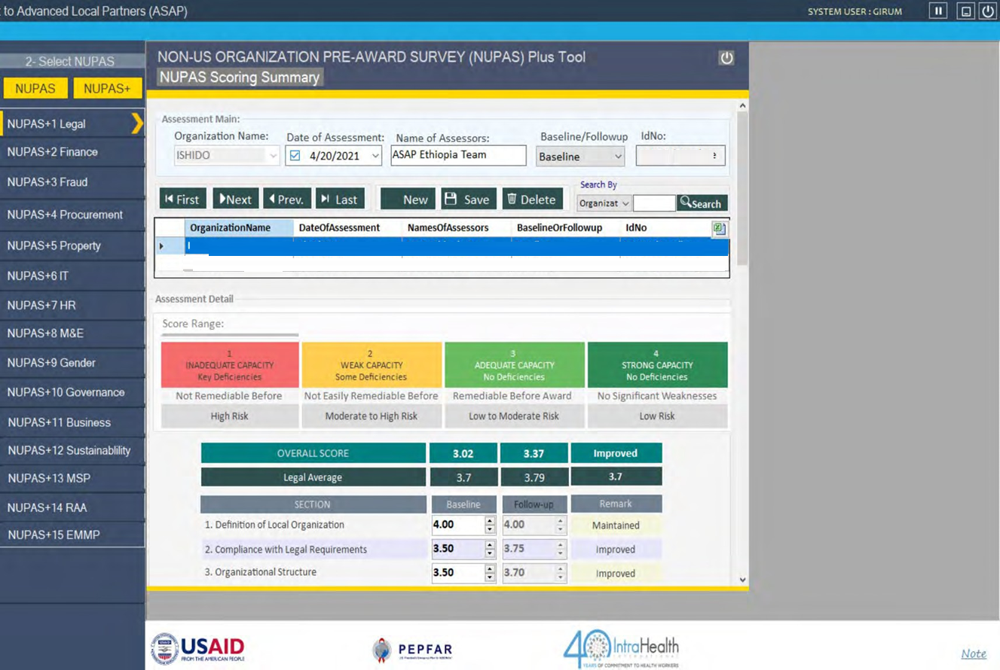 to Advanced Local Partners (ASAP)
SYSTEM USER : GIRUM
2- Select NUPAS
NUPAS NUPAS+
NUPAS+1 Legal
NUPAS+2 Finance
NUPAS+3 Fraud
NUPAS+4 Procurement
NUPAS+5 Property
NUPAS+6 IT
NUPAS+7 HR
NUPAS+8 M&E
NUPAS+9 Gender
NUPAS+10 Governance
NUPAS+11 Business
NUPAS+12 Sustainablility
NUPAS+13 MSP
NUPAS+14 RAA
NUPAS+15 EMMP
NON-US ORGANIZATION PRE-AWARD SURVEY (NUPAS) Plus Tool
NUPAS Scoring Summary
Assessment Main:
Organization Name: Date of Assessment: Name of Assessors: Baseline/Followup IdNo:
ISHIDO 4/20/2021 ASAP Ethiopia Team Baseline
Search By
First Next Prev. Last New Save Delete Organizat Search
OrganizationName DateOfAssessment NamesOfAssessors BaselineOrFollowup IdNo
Assessment Detail
Score Range:
1 2 3 4
INADEQUATE CAPACITY WEAK CAPACITY ADEQUATE CAPACITY STRONG CAPACITY
Key Deficiencies Some Deficiencies No Deficiencies No Deficiencies
Not Remediable Before Not Easily Remediable Before Remediable Before Award No Significant Weaknesses
High Risk Moderate to High Risk Low to Moderate Risk Low Risk
OVERALL SCORE 3.02 3.37 Improved
Legal Average 3.7 3.79 3.7
SECTION Baseline Follow-up Remark
1. Definition of Local Organization 4.00 4.00 Maintained
2. Compliance with Legal Requirements 3.50 3.75 Improved
3. Organizational Structure 3.50 3.70 Improved
USAID
FROM THE AMERICAN PEOPLE
PEPFAR
40 IntraHealth
INTERNATIONAL
YEARS OF COMMITMENT TO HEALTH WORKERS
Note